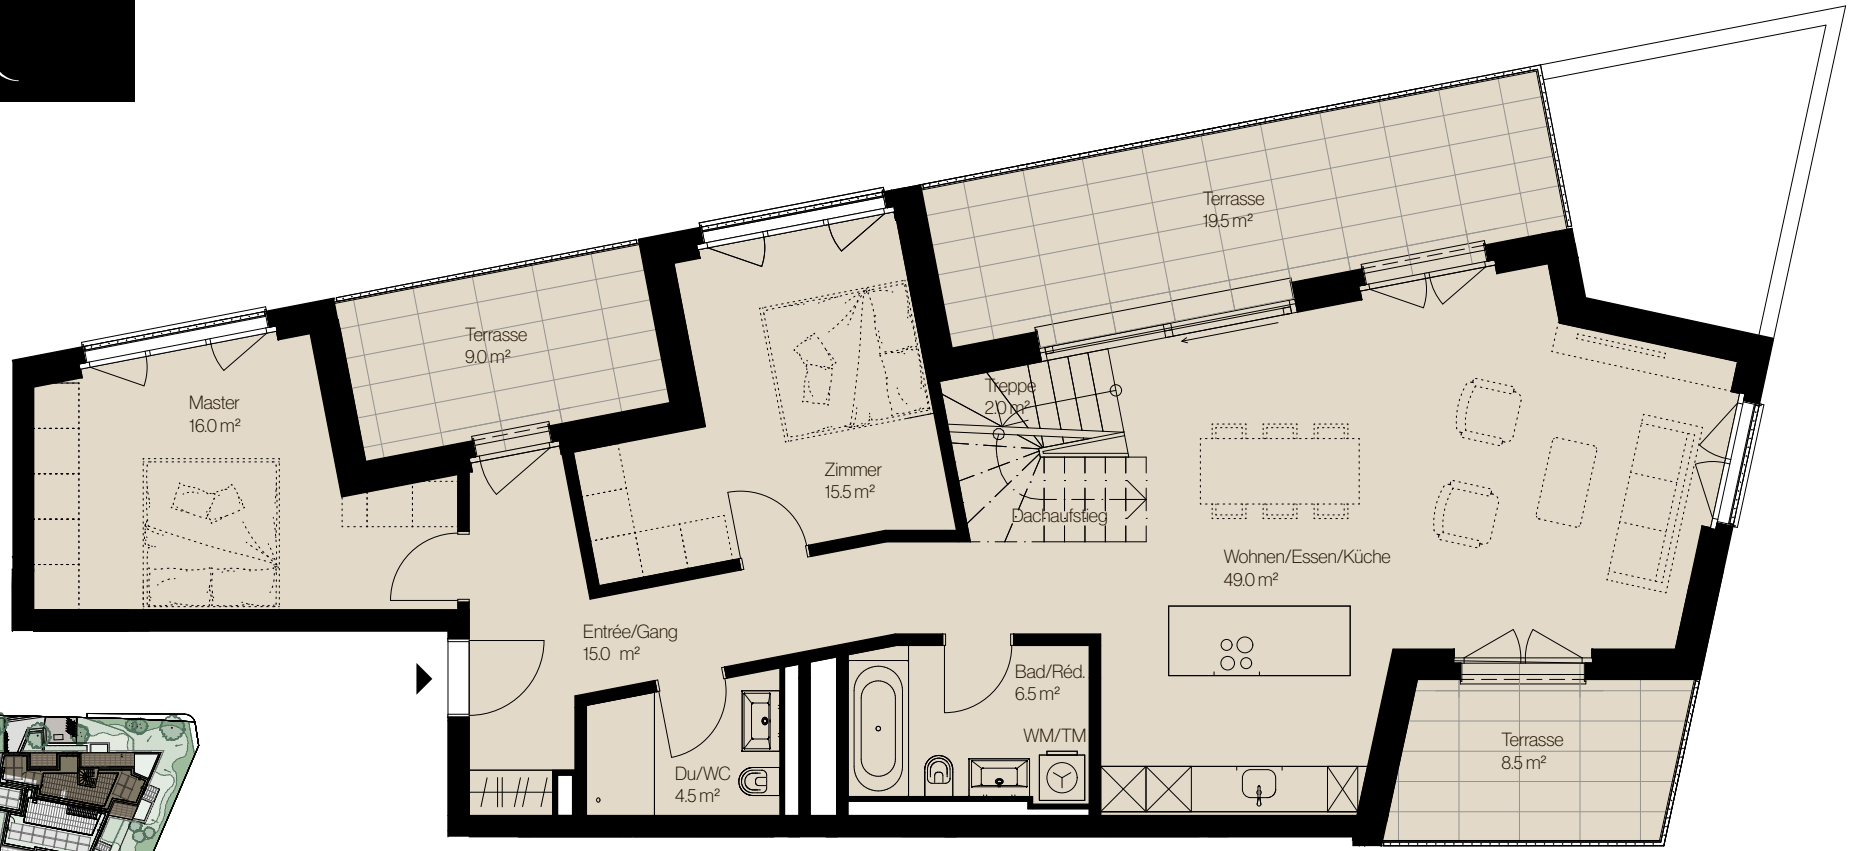 Terrasse
19.5 m²
Terrasse
9.0 m²
Treppe
2.0 m²
Master
16.0 m²
Zimmer
15.5 m²
Dachaufstieg
Wohnen/Essen/Küche
49.0 m²
Entrée/Gang
15.0 m²
Bad/Réd.
6.5 m²
WM/TM
Du/WC
4.5 m²
Terrasse
8.5 m²